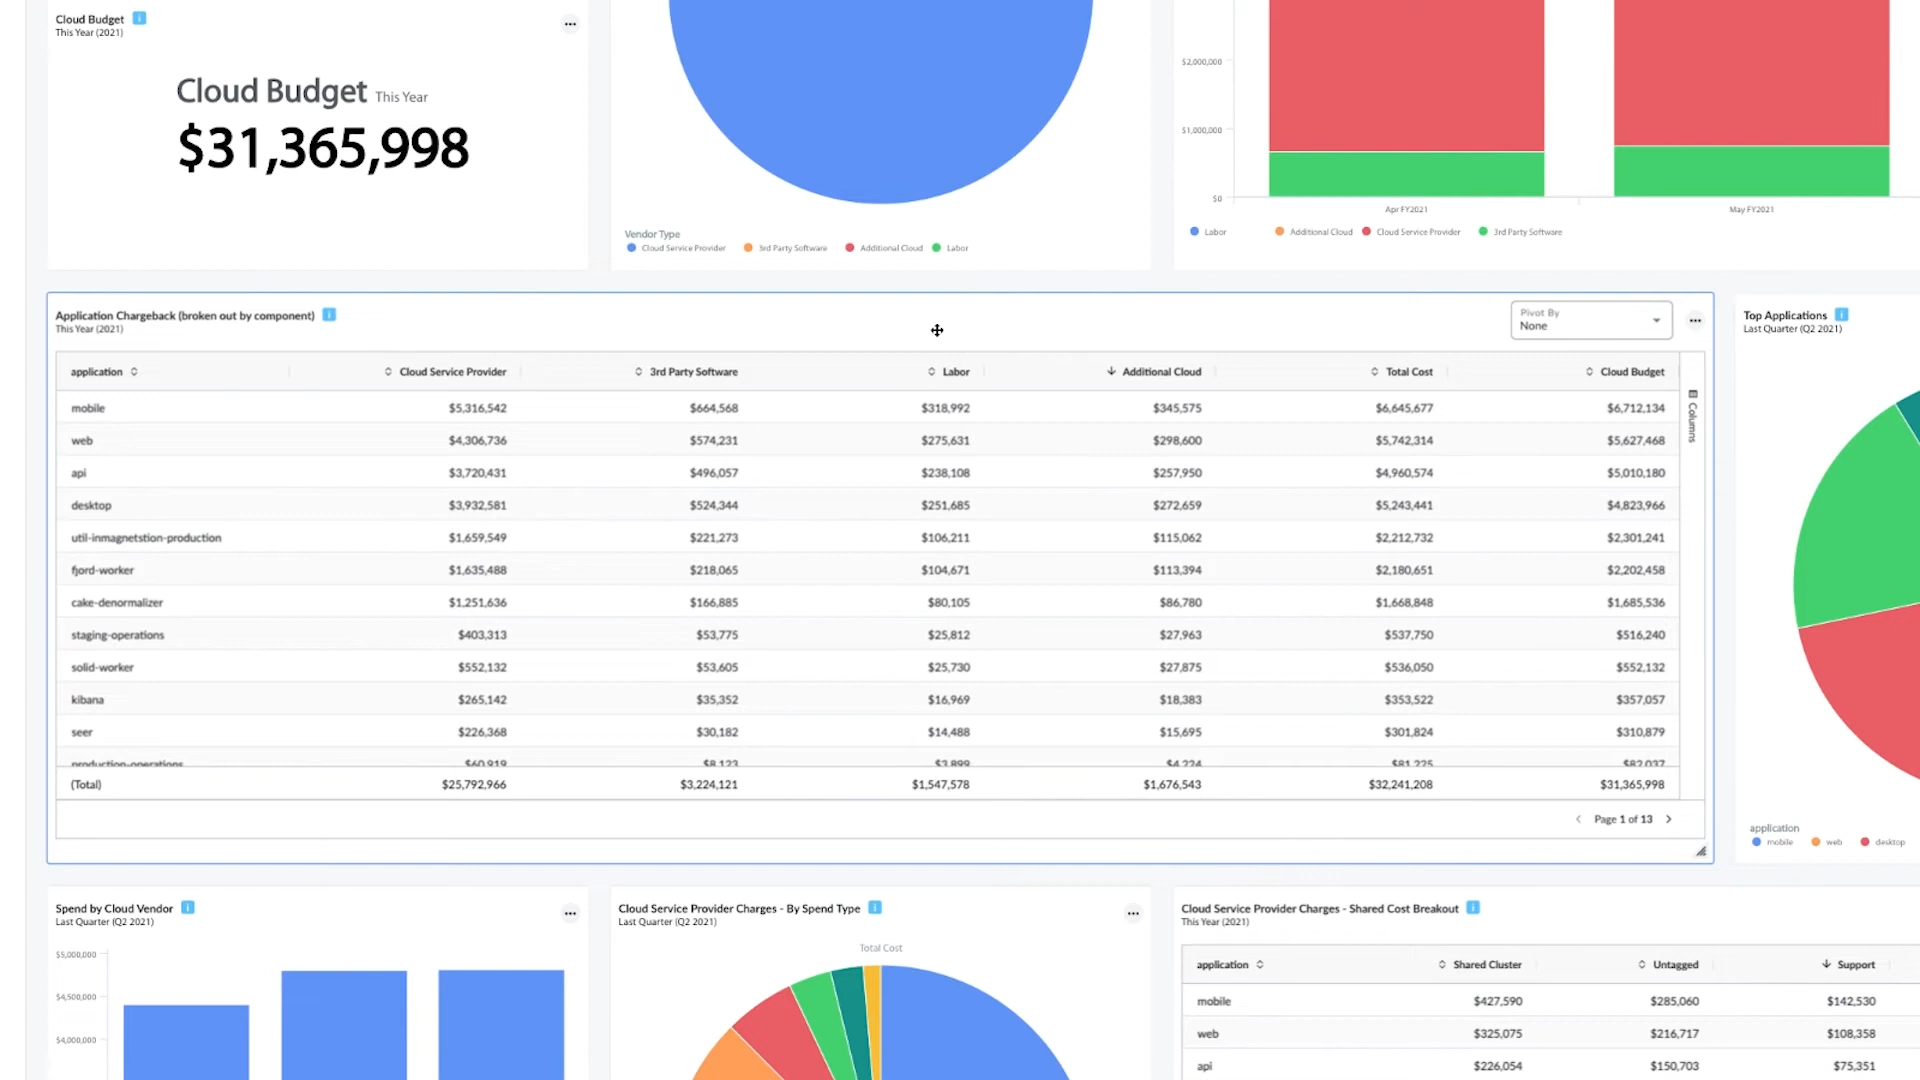 Cloud Budget
This Year (2021)
Cloud Budget This Year
$31,365,998
Vendor Type
Cloud Service Provider 3rd Party Software Additional Cloud Labor
$2,000,000
$1,000,000
$0
Apr FY2021 May FY2021
Labor Additional Cloud Cloud Service Provider 3rd Party Software
Application Chargeback (broken out by component)
This Year (2021)
Pivot By
None
application Cloud Service Provider 3rd Party Software Labor Additional Cloud Total Cost Cloud Budget
mobile $5,316,542 $664,568 $318,992 $345,575 $6,645,677 $6,712,134
web $4,306,736 $574,231 $275,631 $298,600 $5,742,314 $5,627,468
api $3,720,431 $496,057 $238,108 $257,950 $4,960,574 $5,010,180
desktop $3,932,581 $524,344 $251,685 $272,659 $5,243,441 $4,823,966
util-inmagnetstion-production $1,659,549 $221,273 $106,211 $115,062 $2,212,732 $2,301,241
fjord-worker $1,635,488 $218,065 $104,671 $113,394 $2,180,651 $2,202,458
cake-denormalizer $1,251,636 $166,885 $80,105 $86,780 $1,668,848 $1,685,536
staging-operations $403,313 $53,775 $25,812 $27,963 $537,750 $516,240
solid-worker $552,132 $53,605 $25,730 $27,875 $536,050 $552,132
kibana $265,142 $35,352 $16,969 $18,383 $353,522 $357,057
seer $226,368 $30,182 $14,488 $15,695 $301,824 $310,879
production-operations $60,919 $8,123 $3,899 $4,224 $81,225 $82,037
(Total) $25,792,966 $3,224,121 $1,547,578 $1,676,543 $32,241,208 $31,365,998
Columns
Page 1 of 13
Top Applications
Last Quarter (Q2 2021)
application
mobile web desktop
Spend by Cloud Vendor
Last Quarter (Q2 2021)
$5,000,000
$4,500,000
$4,000,000
Cloud Service Provider Charges - By Spend Type
Last Quarter (Q2 2021)
Total Cost
Cloud Service Provider Charges - Shared Cost Breakout
This Year (2021)
application Shared Cluster Untagged Support
mobile $427,590 $285,060 $142,530
web $325,075 $216,717 $108,358
api $226,054 $150,703 $75,351